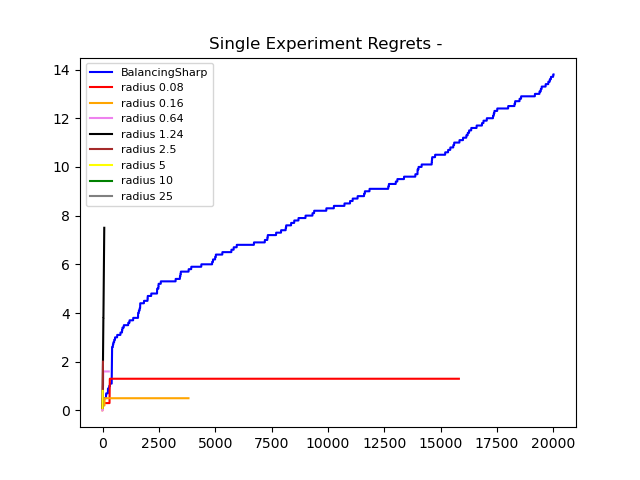 Single Experiment Regrets -
BalancingSharp
radius 0.08
radius 0.16
radius 0.64
radius 1.24
radius 2.5
radius 5
radius 10
radius 25
14
12
10
8
6
4
2
0
0 2500 5000 7500 10000 12500 15000 17500 20000